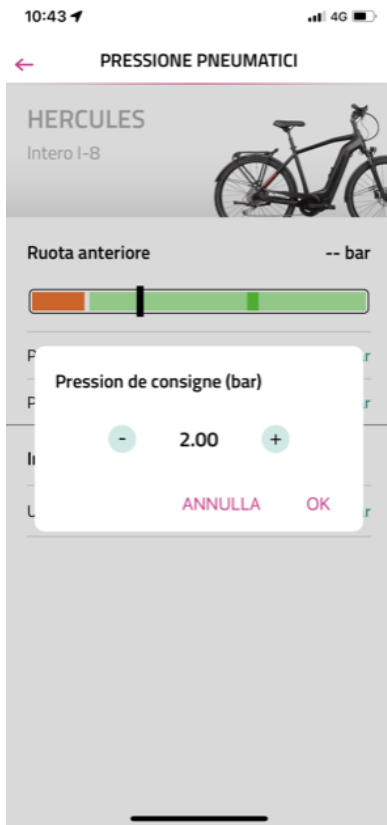 10:43
4G
PRESSIONE PNEUMATICI
HERCULES
Intero I-8
Ruota anteriore -- bar
Pression de consigne (bar)
- 2.00 +
ANNULLA OK